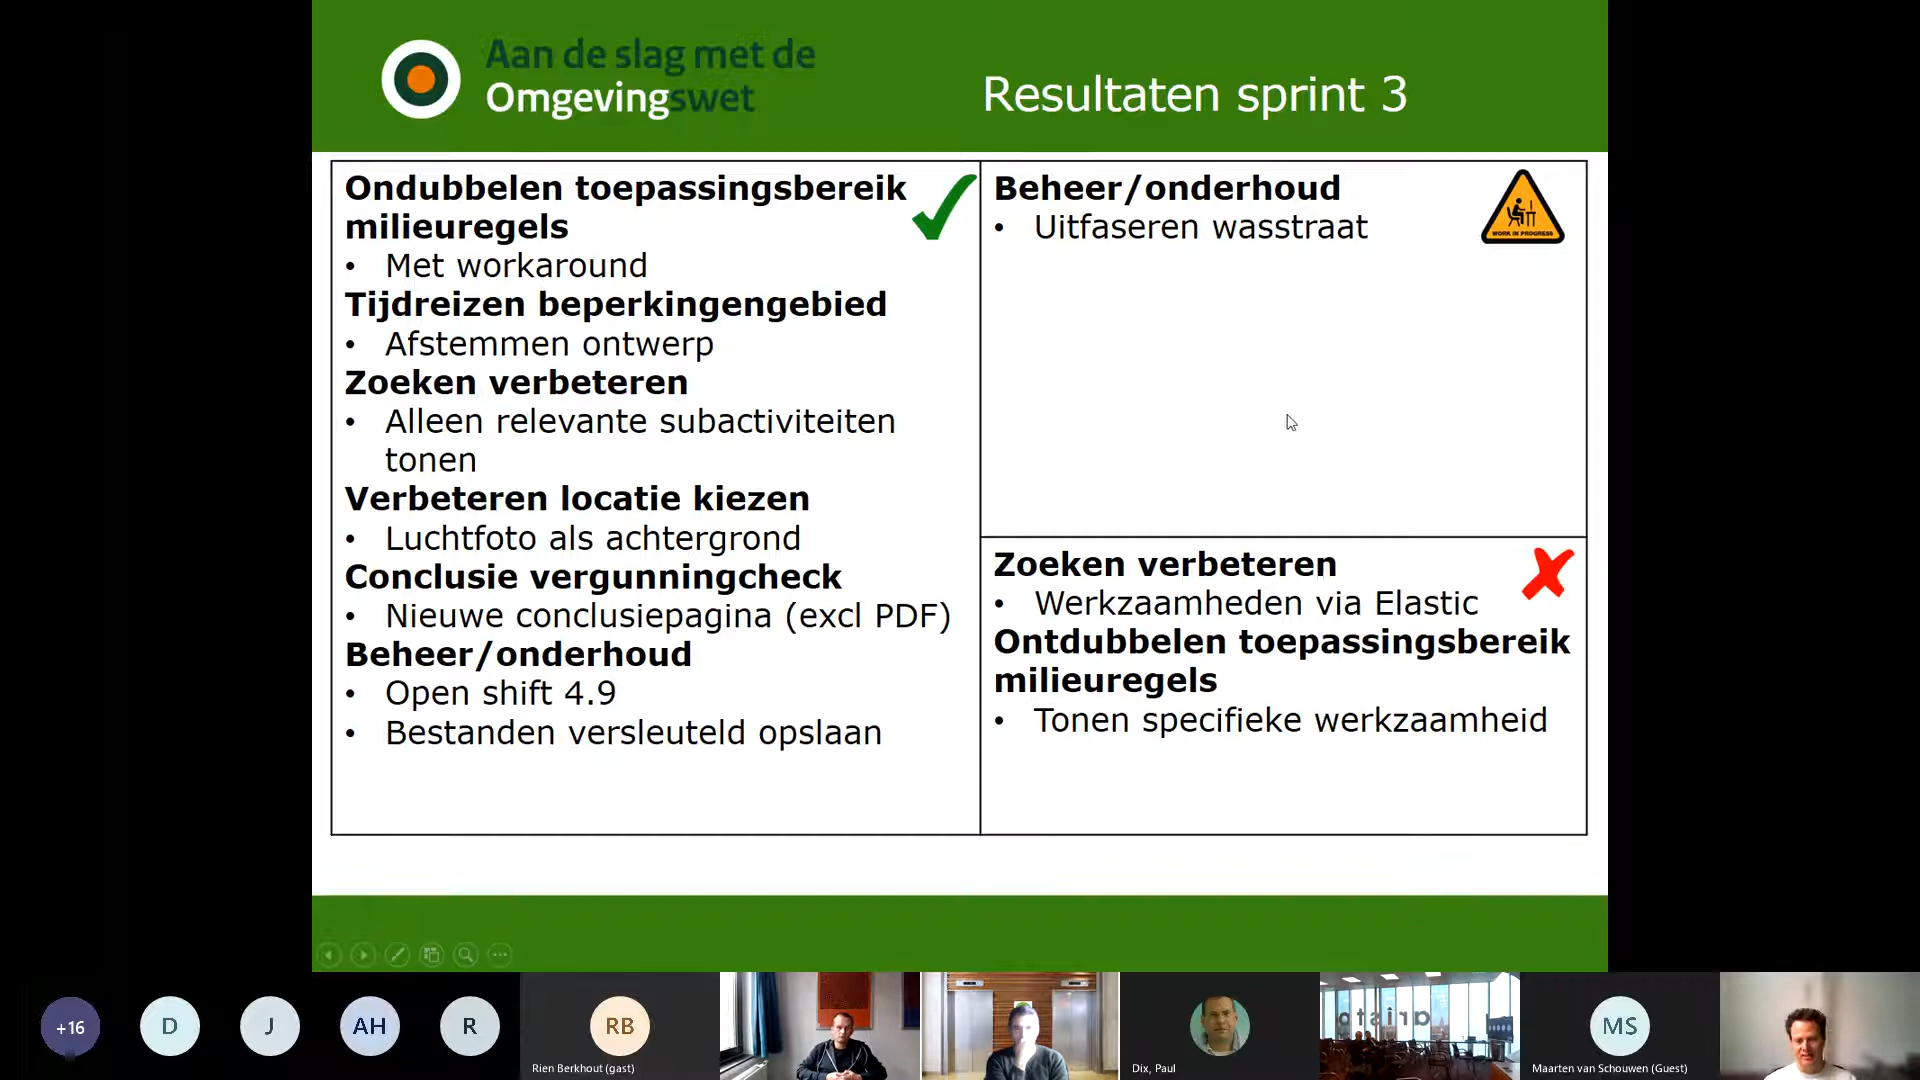 Aan de slag met de
Omgevingswet
Resultaten sprint 3
Ondubbelen toepassingsbereik
milieuregels
• Met workaround
Tijdreizen beperkingengebied
• Afstemmen ontwerp
Zoeken verbeteren
• Alleen relevante subactiviteiten
tonen
Verbeteren locatie kiezen
• Luchtfoto als achtergrond
Conclusie vergunningcheck
• Nieuwe conclusiepagina (excl PDF)
Beheer/onderhoud
• Open shift 4.9
• Bestanden versleuteld opslaan
Beheer/onderhoud
• Uitfaseren wasstraat
WORK IN PROGRESS
Zoeken verbeteren
• Werkzaamheden via Elastic
Ontdubbelen toepassingsbereik
milieuregels
• Tonen specifieke werkzaamheid
+16
D
J
AH
R
RB
Rien Berkhout (gast)
Dix, Paul
MS
Maarten van Schouwen (Guest)